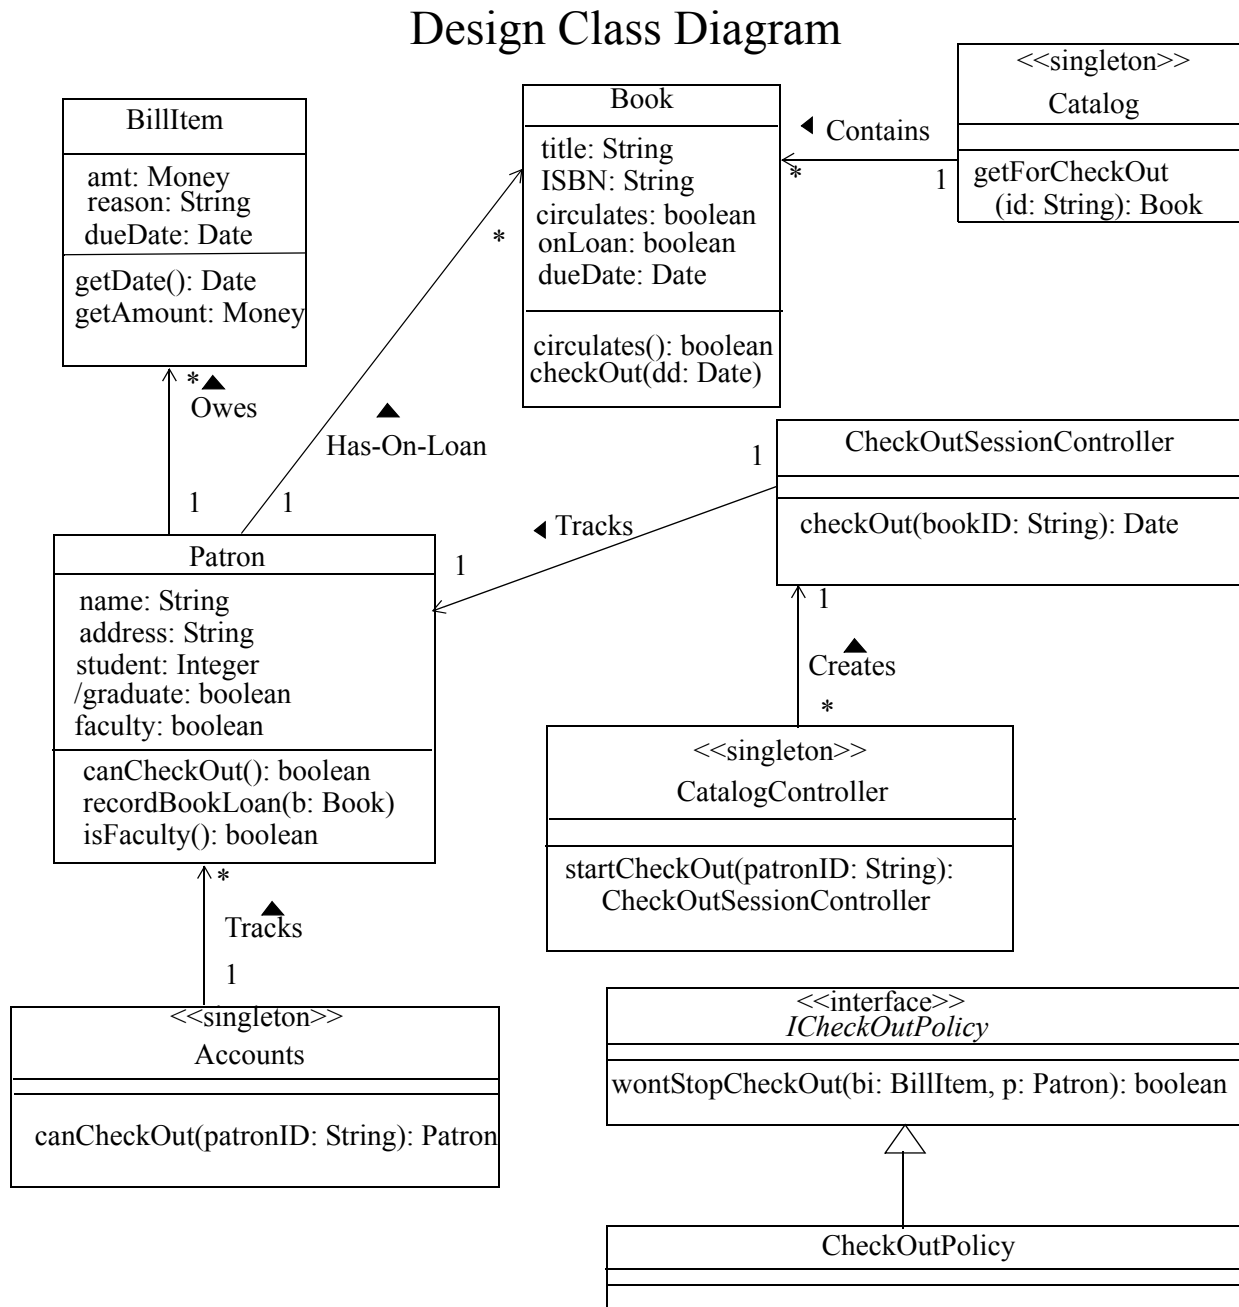 Design Class Diagram
BillItem
amt: Money
reason: String
dueDate: Date
getDate(): Date
getAmount: Money
Book
title: String
ISBN: String
circulates: boolean
onLoan: boolean
dueDate: Date
circulates(): boolean
checkOut(dd: Date)
<<singleton>>
Catalog
getForCheckOut
(id: String): Book
Contains
*
1
*
Owes
1
*
Has-On-Loan
1
CheckOutSessionController
checkOut(bookID: String): Date
1
Tracks
1
Patron
name: String
address: String
student: Integer
/graduate: boolean
faculty: boolean
canCheckOut(): boolean
recordBookLoan(b: Book)
isFaculty(): boolean
1
Creates
*
<<singleton>>
CatalogController
startCheckOut(patronID: String):
CheckOutSessionController
*
Tracks
1
<<singleton>>
Accounts
canCheckOut(patronID: String): Patron
<<interface>>
ICheckOutPolicy
wontStopCheckOut(bi: BillItem, p: Patron): boolean
CheckOutPolicy